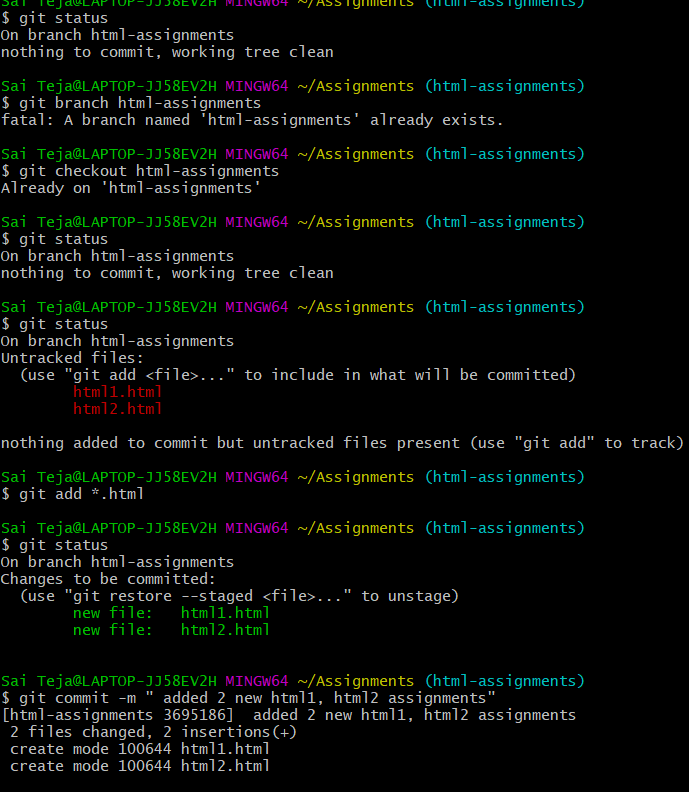 Sai Teja@LAPTOP-JJ58EV2H MINGW64 ~/Assignments (html-assignments)
$ git status
On branch html-assignments
nothing to commit, working tree clean
Sai Teja@LAPTOP-JJ58EV2H MINGW64 ~/Assignments (html-assignments)
$ git branch html-assignments
fatal: A branch named 'html-assignments' already exists.
Sai Teja@LAPTOP-JJ58EV2H MINGW64 ~/Assignments (html-assignments)
$ git checkout html-assignments
Already on 'html-assignments'
Sai Teja@LAPTOP-JJ58EV2H MINGW64 ~/Assignments (html-assignments)
$ git status
On branch html-assignments
nothing to commit, working tree clean
Sai Teja@LAPTOP-JJ58EV2H MINGW64 ~/Assignments (html-assignments)
$ git status
On branch html-assignments
Untracked files:
  (use "git add <file>..." to include in what will be committed)
        html1.html
        html2.html
nothing added to commit but untracked files present (use "git add" to track)
Sai Teja@LAPTOP-JJ58EV2H MINGW64 ~/Assignments (html-assignments)
$ git add *.html
Sai Teja@LAPTOP-JJ58EV2H MINGW64 ~/Assignments (html-assignments)
$ git status
On branch html-assignments
Changes to be committed:
  (use "git restore --staged <file>..." to unstage)
        new file:   html1.html
        new file:   html2.html
Sai Teja@LAPTOP-JJ58EV2H MINGW64 ~/Assignments (html-assignments)
$ git commit -m " added 2 new html1, html2 assignments"
[html-assignments 3695186]  added 2 new html1, html2 assignments
 2 files changed, 2 insertions(+)
 create mode 100644 html1.html
 create mode 100644 html2.html